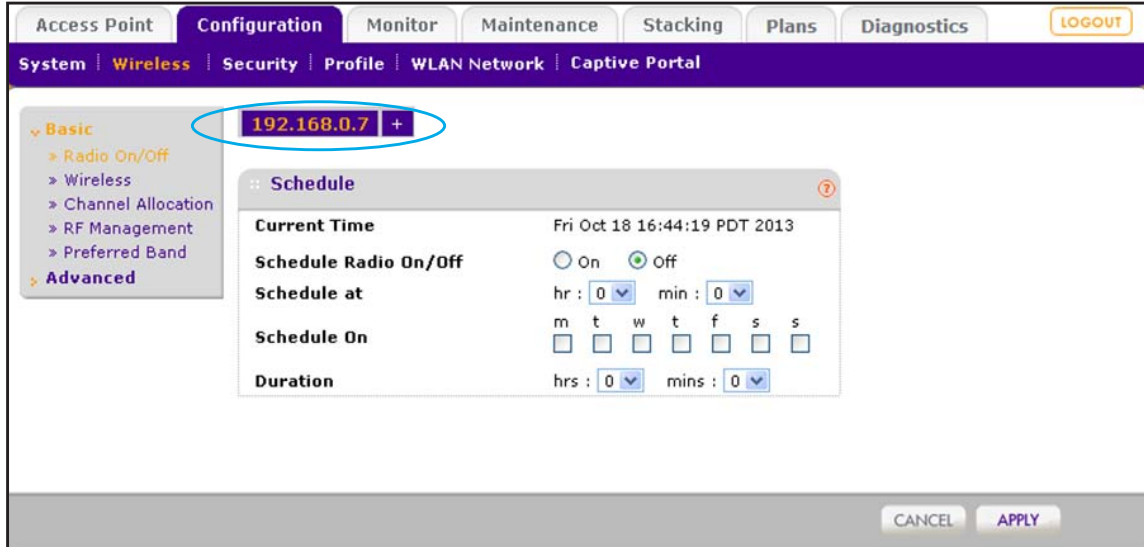 Access Point Configuration Monitor Maintenance Stacking Plans Diagnostics LOGOUT
System Wireless Security Profile WLAN Network Captive Portal
Basic
» Radio On/Off
» Wireless
» Channel Allocation
» RF Management
» Preferred Band
Advanced
192.168.0.7 +
Schedule ?
Current Time Fri Oct 18 16:44:19 PDT 2013
Schedule Radio On/Off On Off
Schedule at hr : 0 min : 0
m t w t f s s
Schedule On
Duration hrs : 0 mins : 0
CANCEL APPLY